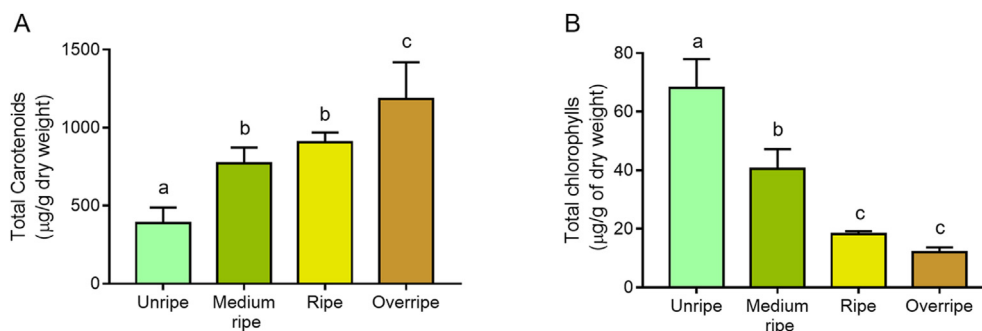 A
Total Carotenoids
(µg/g dry weight)
1500
1000
500
0
a
b
b
c
Unripe
Medium
ripe
Ripe
Overripe
B
Total chlorophylls
(µg/g of dry weight)
80
60
40
20
0
a
b
c
c
Unripe
Medium
ripe
Ripe
Overripe